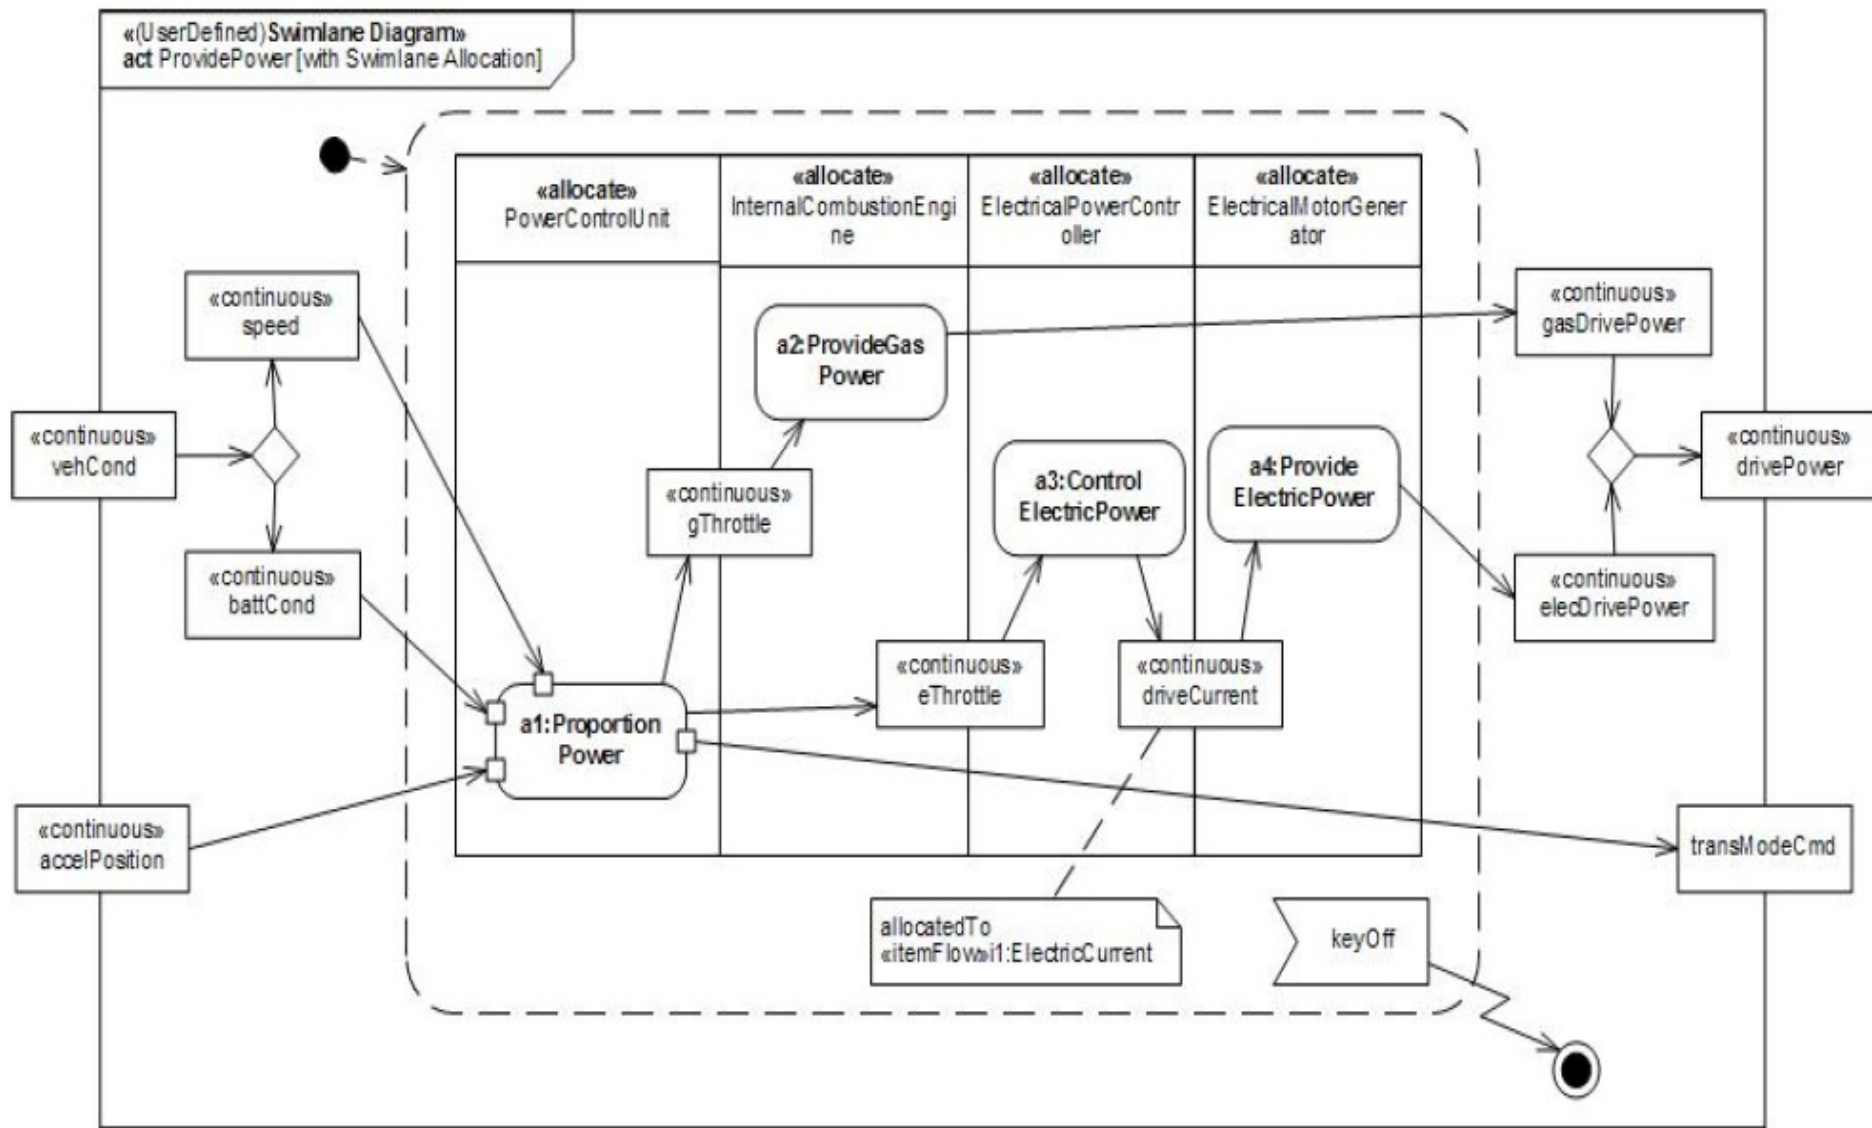 «(UserDefined)Swimlane Diagram»
act ProvidePower [with Swimlane Allocation]
«allocate»
PowerControlUnit
«allocate»
InternalCombustionEngi
ne
«allocate»
ElectricalPowerContr
oller
«allocate»
ElectricalMotorGener
ator
«continuous»
speed
«continuous»
vehCond
«continuous»
battCond
«continuous»
accelPosition
a1:Proportion
Power
«continuous»
gThrottle
a2:ProvideGas
Power
«continuous»
eThrottle
a3:Control
ElectricPower
«continuous»
driveCurrent
a4:Provide
ElectricPower
«continuous»
gasDrivePower
«continuous»
drivePower
«continuous»
elecDrivePower
transModeCmd
allocatedTo
«itemFlow»i1:ElectricCurrent
keyOff